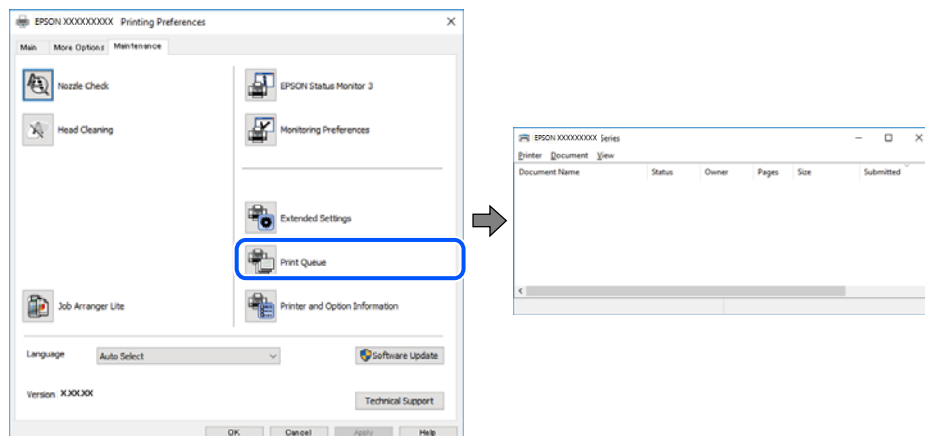 EPSON XXXXXXXXX Printing Preferences
Main More Options Maintenance
Nozzle Check
EPSON Status Monitor 3
Head Cleaning
Monitoring Preferences
Extended Settings
Print Queue
Job Arranger Lite
Printer and Option Information
Language Auto Select Software Update
Version X.XX.XX
Technical Support
OK Cancel Apply Help
EPSON XXXXXXXXX Series
Printer Document View
Document Name Status Owner Pages Size Submitted